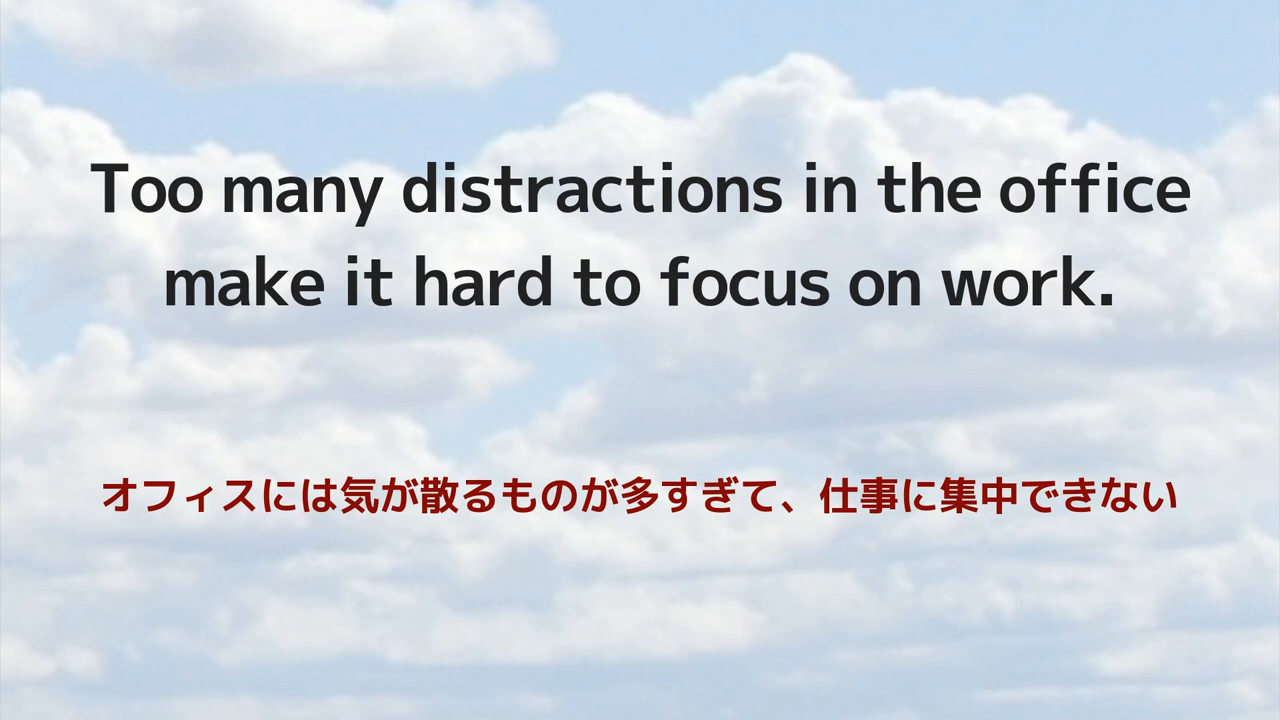 Too many distractions in the office
make it hard to focus on work.
オフィスには気が散るものが多すぎて、仕事に集中できない